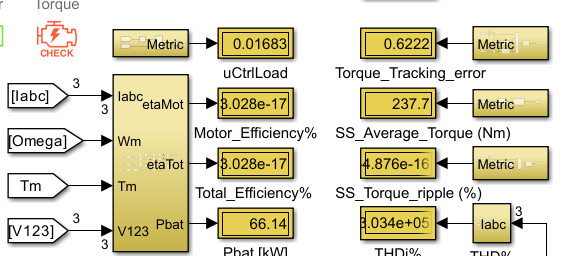 Torque
CHECK
Metric
0.01683
uCtrlLoad
0.6222
Metric
Torque_Tracking_error
[Iabc]
3
3
Iabc
etaMot
3.028e-17
Motor_Efficiency%
237.7
Metric
SS_Average_Torque (Nm)
[Omega]
Wm
etaTot
3.028e-17
Total_Efficiency%
4.876e-16
Metric
SS_Torque_ripple (%)
Tm
Tm
[V123]
3
3
V123
Pbat
66.14
Pbat [kW]
3.034e+05
THDi%
Iabc
3
THD%